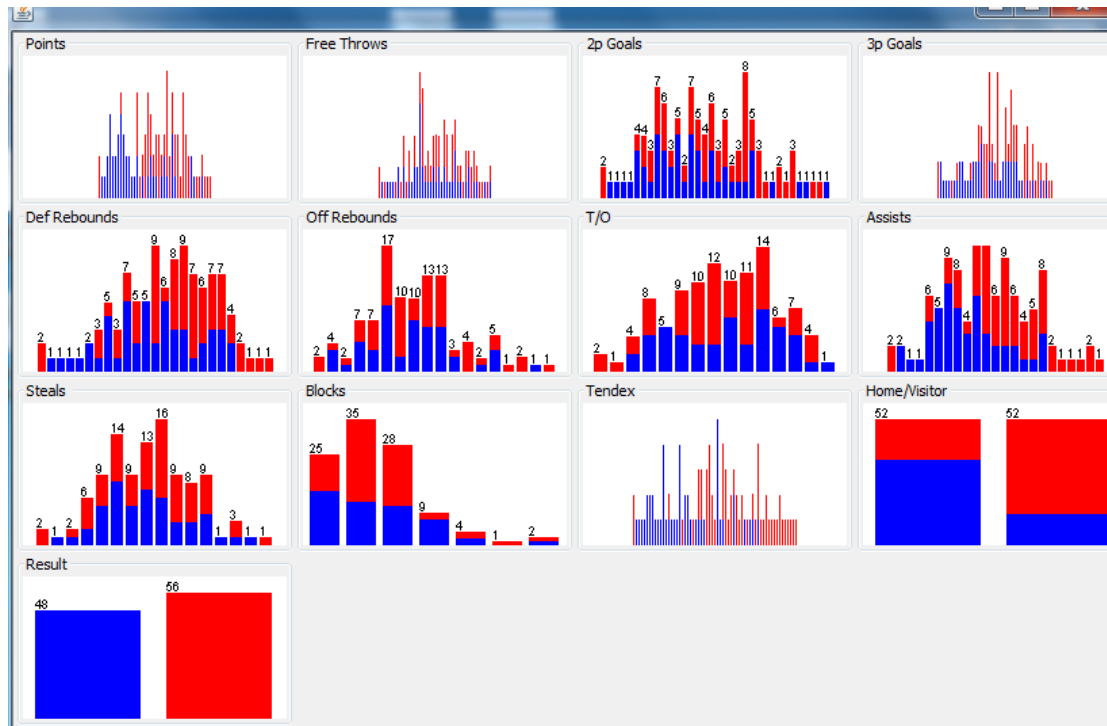 Points Free Throws 2p Goals 3p Goals
2 1 1 1 1 4 4 3 7 6 3 5 2 7 5 4 6 3 5 2 3 8 5 3 1 1 2 1 3 1 1 1 1 1
Def Rebounds Off Rebounds T/O Assists
2 1 1 1 1 2 3 5 3 7 5 5 9 6 8 9 7 6 7 7 4 2 1 1 1
2 4 2 7 7 17 10 10 13 13 3 4 2 5 1 2 1 1
2 1 4 8 5 9 10 12 10 11 14 6 7 4 1
2 2 1 1 6 5 9 8 4 6 9 6 4 5 8 2 1 1 1 2 1
Steals Blocks Tendex Home/Visitor
2 1 2 6 9 14 9 13 16 9 8 9 1 3 1 1
25 35 28 9 4 1 2
52 52
Result
48 56